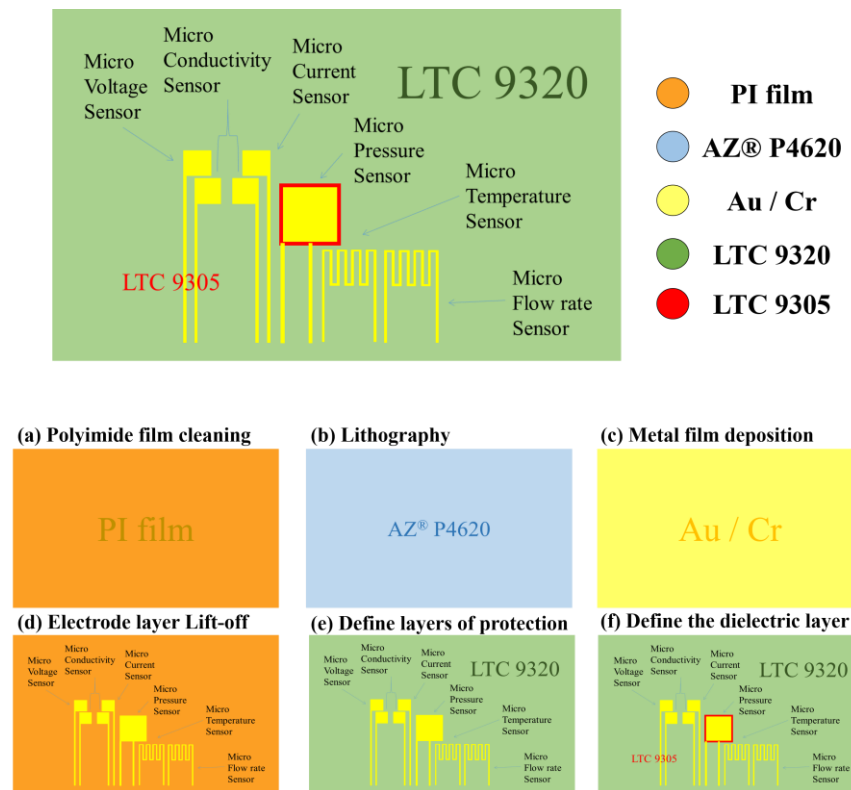 Micro
Voltage
Sensor
Micro
Conductivity
Sensor
Micro
Current
Sensor
LTC 9320
Micro
Pressure
Sensor
Micro
Temperature
Sensor
LTC 9305
Micro
Flow rate
Sensor
PI film
AZ® P4620
Au / Cr
LTC 9320
LTC 9305
(a) Polyimide film cleaning
PI film
(b) Lithography
AZ® P4620
(c) Metal film deposition
Au / Cr
(d) Electrode layer Lift-off
Micro
Voltage
Sensor
Micro
Conductivity
Sensor
Micro
Current
Sensor
Micro
Pressure
Sensor
Micro
Temperature
Sensor
Micro
Flow rate
Sensor
(e) Define layers of protection
Micro
Voltage
Sensor
Micro
Conductivity
Sensor
Micro
Current
Sensor
LTC 9320
Micro
Pressure
Sensor
Micro
Temperature
Sensor
Micro
Flow rate
Sensor
(f) Define the dielectric layer
Micro
Voltage
Sensor
Micro
Conductivity
Sensor
Micro
Current
Sensor
LTC 9320
Micro
Pressure
Sensor
Micro
Temperature
Sensor
LTC 9305
Micro
Flow rate
Sensor